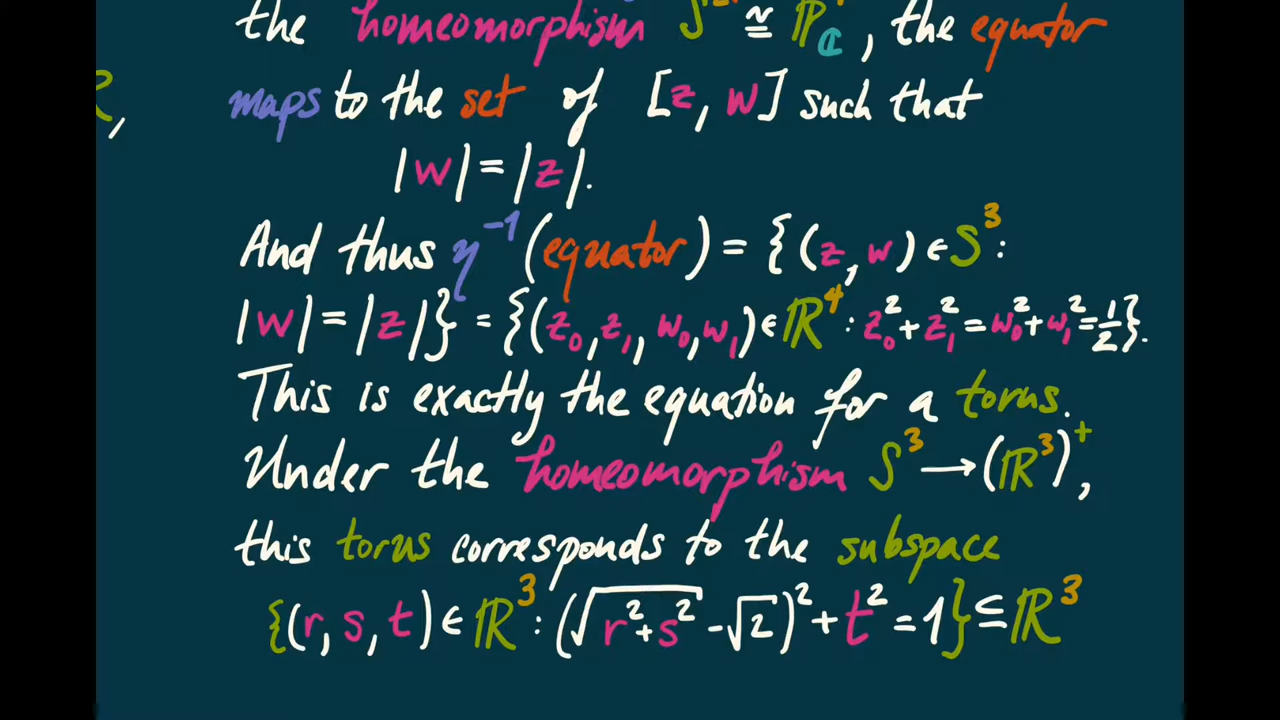 the homeomorphism S ≅ ℙ_ℂ, the equator
maps to the set of [z, w] such that
R,
|w| = |z|.
And thus η⁻¹(equator) = {(z, w) ∈ S³ :
|w| = |z|} = {(z₀, z₁, w₀, w₁) ∈ ℝ⁴ : z₀² + z₁² = w₀² + w₁² = 1/2}.
This is exactly the equation for a torus.
Under the homeomorphism S³ → (ℝ³)⁺,
this torus corresponds to the subspace
{(r, s, t) ∈ ℝ³ : (√(r² + s²) - √2)² + t² = 1} ⊆ ℝ³